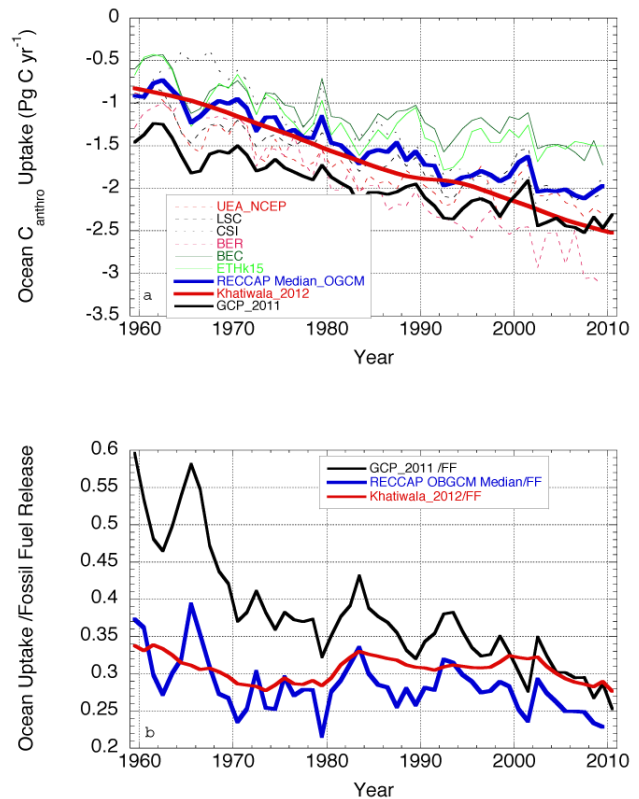 Ocean C anthro Uptake (Pg C yr-1)
-0
-0.5
-1
-1.5
-2
-2.5
-3
-3.5
UEA_NCEP
LSC
CSI
BER
BEC
ETHk15
RECCAP Median_OGCM
Khatiwala_2012
GCP_2011
a
1960 1970 1980 1990 2000 2010
Year
Ocean Uptake /Fossil Fuel Release
0.6
0.55
0.5
0.45
0.4
0.35
0.3
0.25
0.2
GCP_2011 /FF
RECCAP OBGCM Median/FF
Khatiwala_2012/FF
b
1960 1970 1980 1990 2000 2010
Year